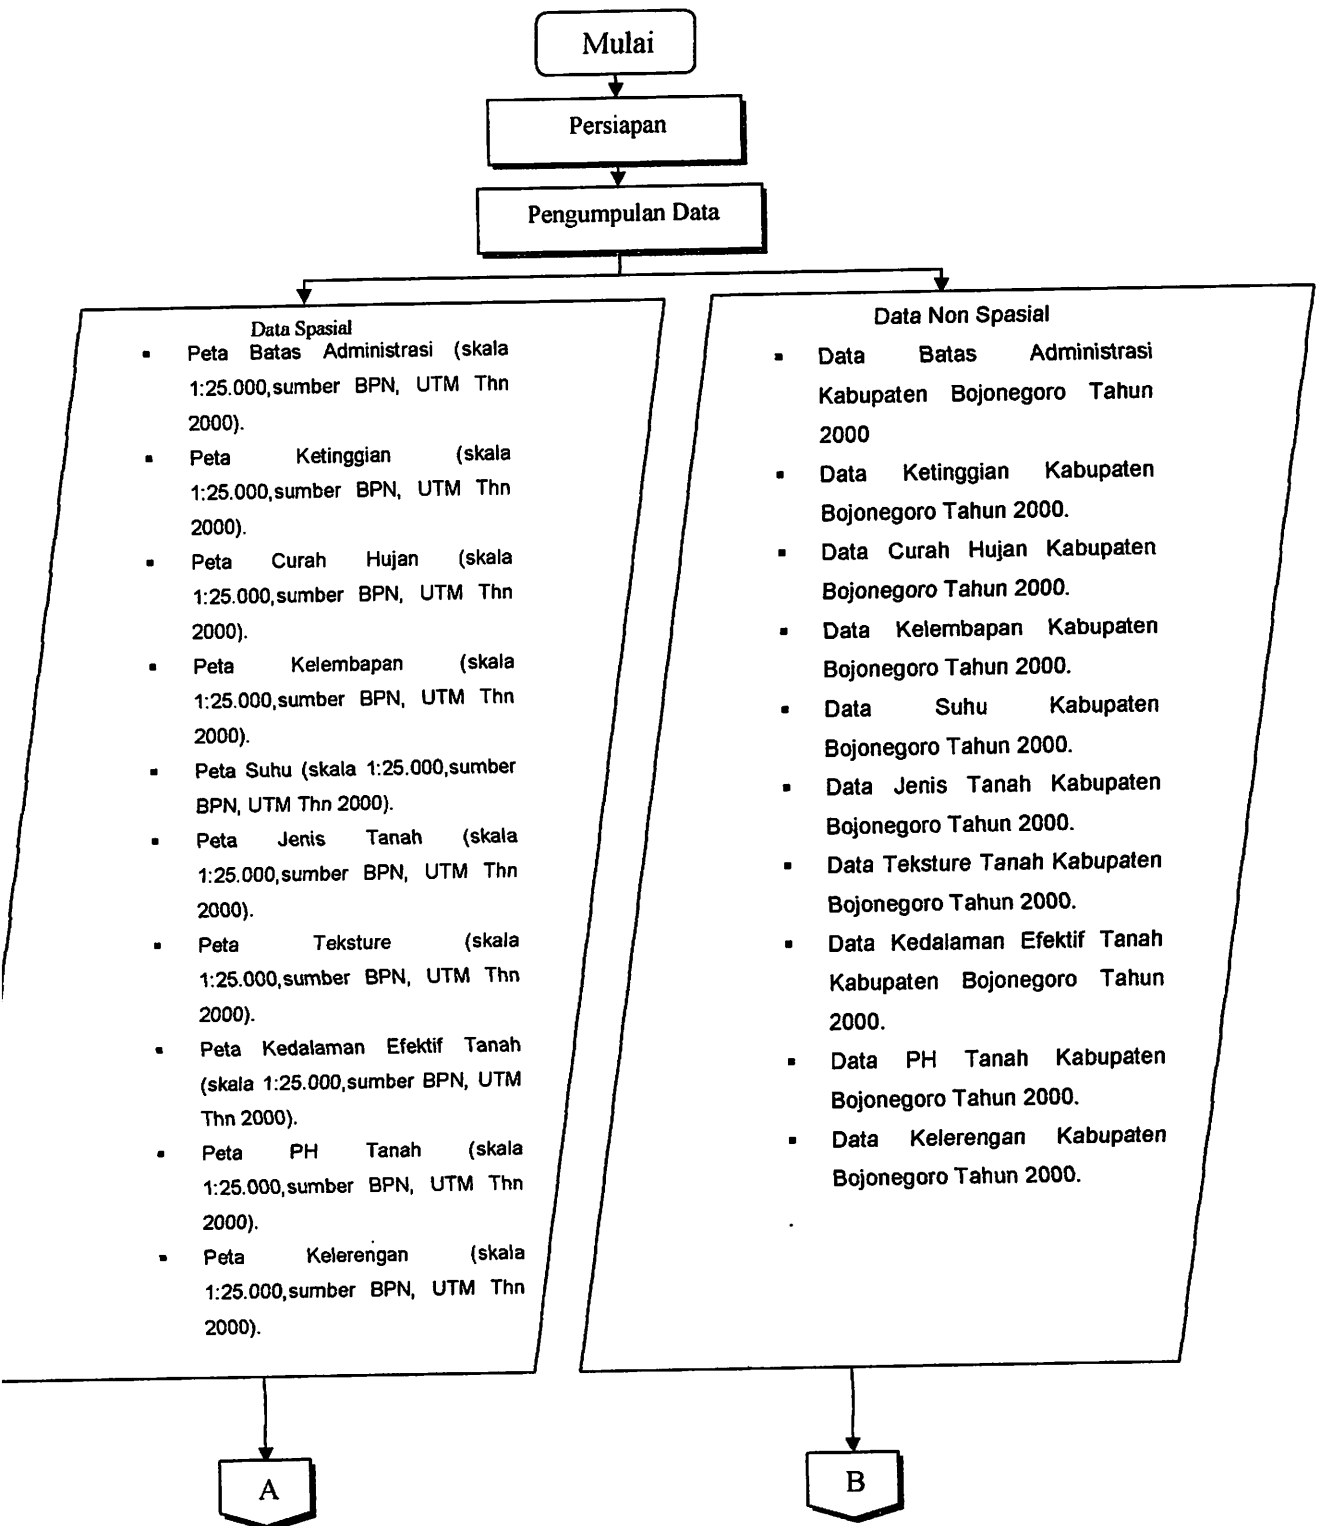 Mulai
Persiapan
Pengumpulan Data
Data Spasial
▪ Peta Batas Administrasi (skala
1:25.000,sumber BPN, UTM Thn
2000).
▪ Peta Ketinggian (skala
1:25.000,sumber BPN, UTM Thn
2000).
▪ Peta Curah Hujan (skala
1:25.000,sumber BPN, UTM Thn
2000).
▪ Peta Kelembapan (skala
1:25.000,sumber BPN, UTM Thn
2000).
▪ Peta Suhu (skala 1:25.000,sumber
BPN, UTM Thn 2000).
▪ Peta Jenis Tanah (skala
1:25.000,sumber BPN, UTM Thn
2000).
▪ Peta Teksture (skala
1:25.000,sumber BPN, UTM Thn
2000).
▪ Peta Kedalaman Efektif Tanah
(skala 1:25.000,sumber BPN, UTM
Thn 2000).
▪ Peta PH Tanah (skala
1:25.000,sumber BPN, UTM Thn
2000).
▪ Peta Kelerengan (skala
1:25.000,sumber BPN, UTM Thn
2000).
Data Non Spasial
▪ Data Batas Administrasi
Kabupaten Bojonegoro Tahun
2000
▪ Data Ketinggian Kabupaten
Bojonegoro Tahun 2000.
▪ Data Curah Hujan Kabupaten
Bojonegoro Tahun 2000.
▪ Data Kelembapan Kabupaten
Bojonegoro Tahun 2000.
▪ Data Suhu Kabupaten
Bojonegoro Tahun 2000.
▪ Data Jenis Tanah Kabupaten
Bojonegoro Tahun 2000.
▪ Data Teksture Tanah Kabupaten
Bojonegoro Tahun 2000.
▪ Data Kedalaman Efektif Tanah
Kabupaten Bojonegoro Tahun
2000.
▪ Data PH Tanah Kabupaten
Bojonegoro Tahun 2000.
▪ Data Kelerengan Kabupaten
Bojonegoro Tahun 2000.
A
B